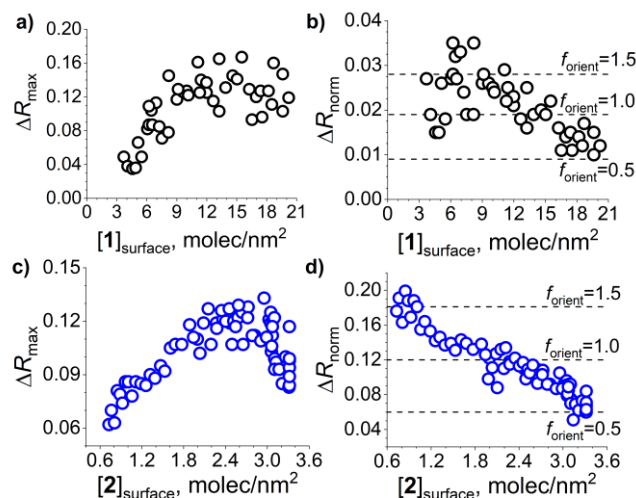 a)
0.16
0.12
0.08
0.04
0.00
ΔRmax
0 3 6 9 12 15 18 21
[1]surface, molec/nm²
b)
0.04
0.03
0.02
0.01
0.00
ΔRnorm
forient=1.5
forient=1.0
forient=0.5
0 3 6 9 12 15 18 21
[1]surface, molec/nm²
c)
0.15
0.12
0.09
0.06
ΔRmax
0.6 1.2 1.8 2.4 3.0 3.6
[2]surface, molec/nm²
d)
0.20
0.16
0.12
0.08
0.04
ΔRnorm
forient=1.5
forient=1.0
forient=0.5
0.6 1.2 1.8 2.4 3.0 3.6
[2]surface, molec/nm²